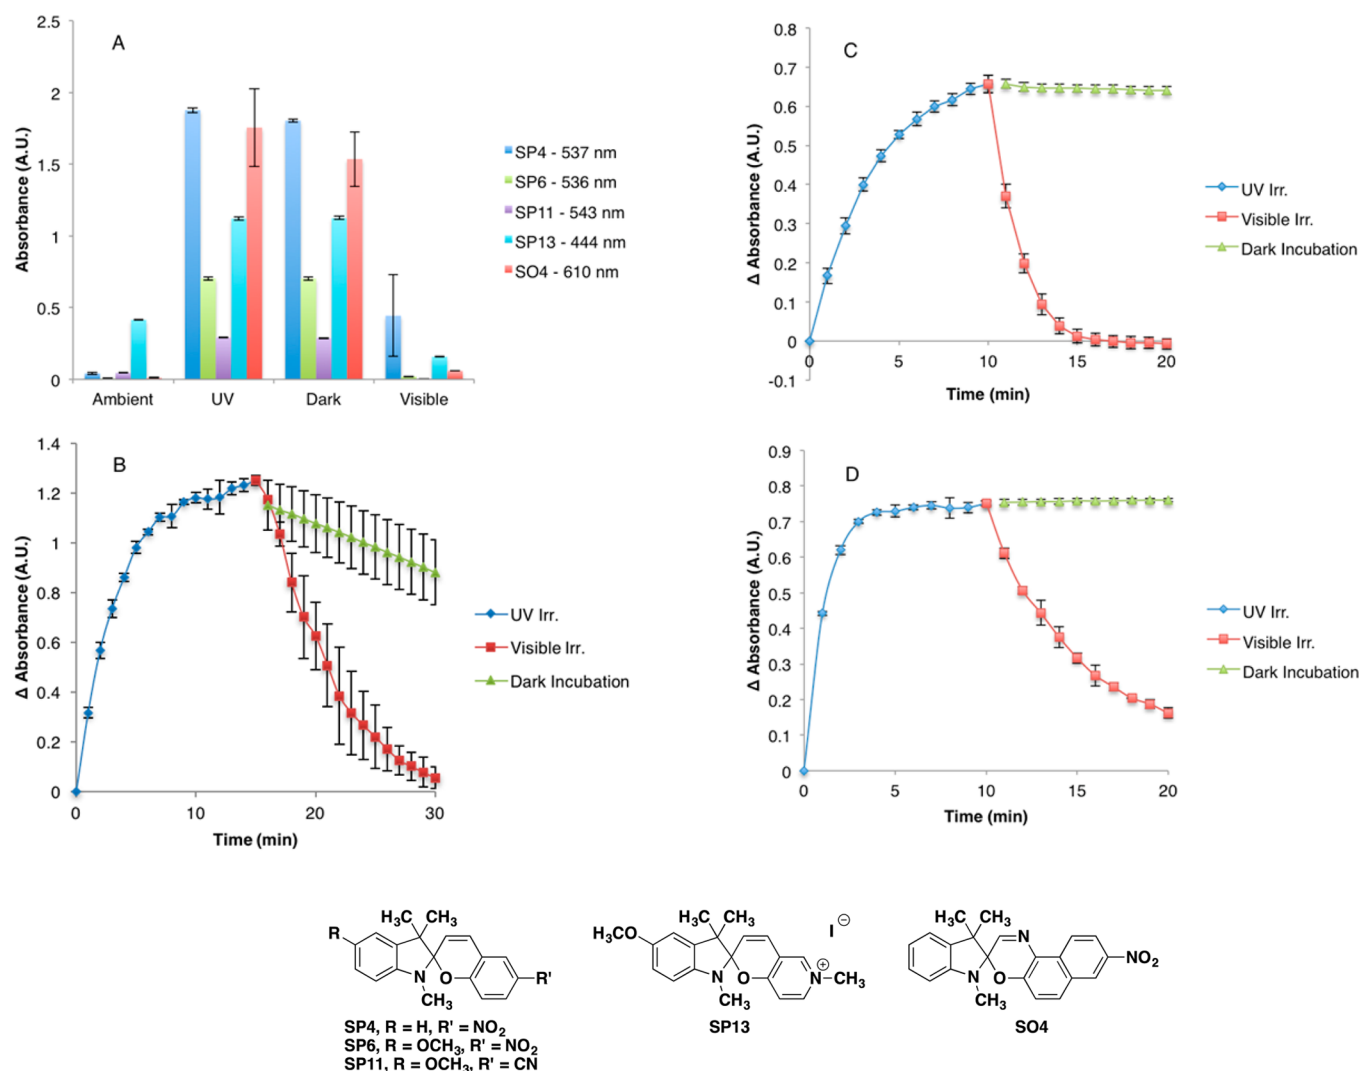 A
Absorbance (A.U.)
2.5
2
1.5
1
0.5
0
Ambient
UV
Dark
Visible
SP4 - 537 nm
SP6 - 536 nm
SP11 - 543 nm
SP13 - 444 nm
SO4 - 610 nm
C
Δ Absorbance (A.U.)
0.8
0.7
0.6
0.5
0.4
0.3
0.2
0.1
0
-0.1
0
5
10
15
20
Time (min)
UV Irr.
Visible Irr.
Dark Incubation
B
Δ Absorbance (A.U.)
1.4
1.2
1
0.8
0.6
0.4
0.2
0
0
10
20
30
Time (min)
UV Irr.
Visible Irr.
Dark Incubation
D
Δ Absorbance (A.U.)
0.9
0.8
0.7
0.6
0.5
0.4
0.3
0.2
0.1
0
0
5
10
15
20
Time (min)
UV Irr.
Visible Irr.
Dark Incubation
H₃C
CH₃
R
N
O
R'
CH₃
SP4, R = H, R' = NO₂
SP6, R = OCH₃, R' = NO₂
SP11, R = OCH₃, R' = CN
H₃C
CH₃
I⊖
H₃CO
N
O
N⊕
CH₃
CH₃
SP13
H₃C
CH₃
N
N
O
NO₂
CH₃
SO4